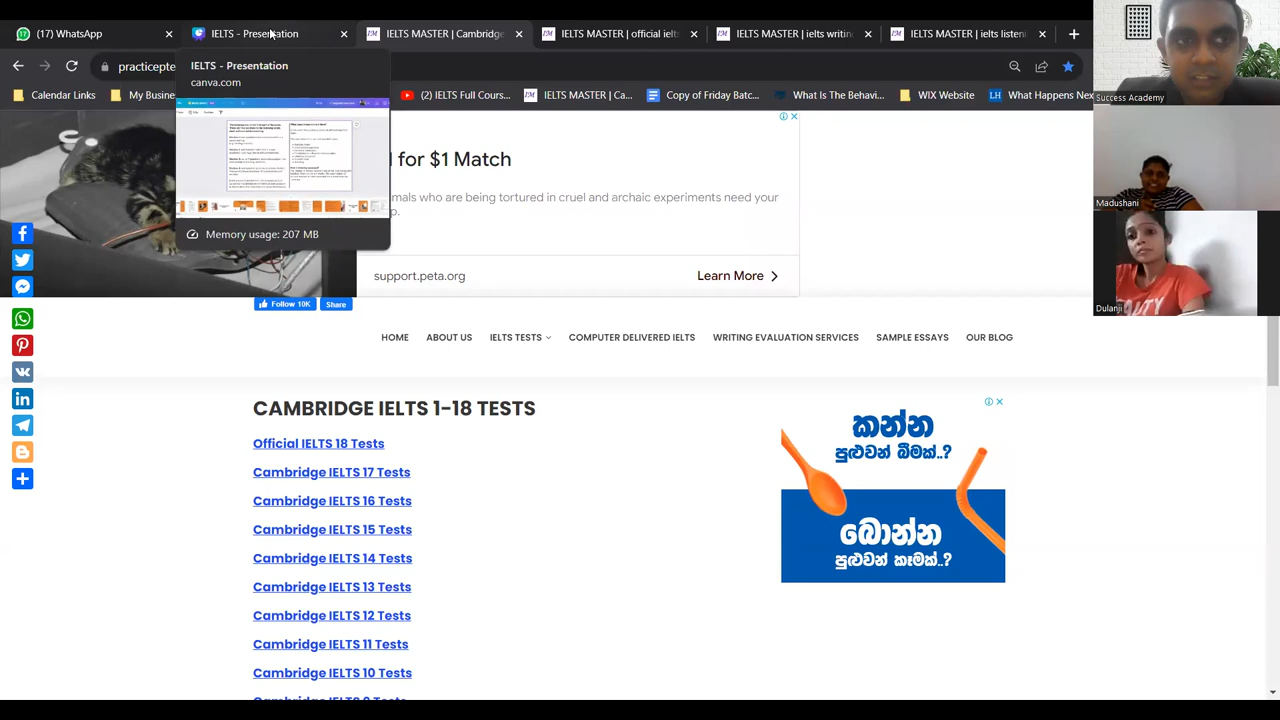 (17) WhatsApp
IELTS - Presentation
IELTS MASTER | Cambridge
IELTS MASTER | official ielts
IELTS MASTER | ielts
IELTS MASTER | ielts listeni
practicepte
IELTS - Presentation
canva.com
Memory usage: 207 MB
Calendar Links
My Busin
IELTS Full Cours...
IELTS MASTER | Ca...
Copy of Friday Batc...
What Is The Behavi...
WIX Website
What Happens Nex
for $1 Match
mals who are being tortured in cruel and archaic experiments need your
p.
support.peta.org
Learn More
Follow 10K
Share
HOME
ABOUT US
IELTS TESTS
COMPUTER DELIVERED IELTS
WRITING EVALUATION SERVICES
SAMPLE ESSAYS
OUR BLOG
CAMBRIDGE IELTS 1-18 TESTS
Official IELTS 18 Tests
Cambridge IELTS 17 Tests
Cambridge IELTS 16 Tests
Cambridge IELTS 15 Tests
Cambridge IELTS 14 Tests
Cambridge IELTS 13 Tests
Cambridge IELTS 12 Tests
Cambridge IELTS 11 Tests
Cambridge IELTS 10 Tests
කන්න
පුළුවන් බීමක්..?
බොන්න
පුළුවන් කෑමක්..?
Success Academy
Madushani
Dulanji